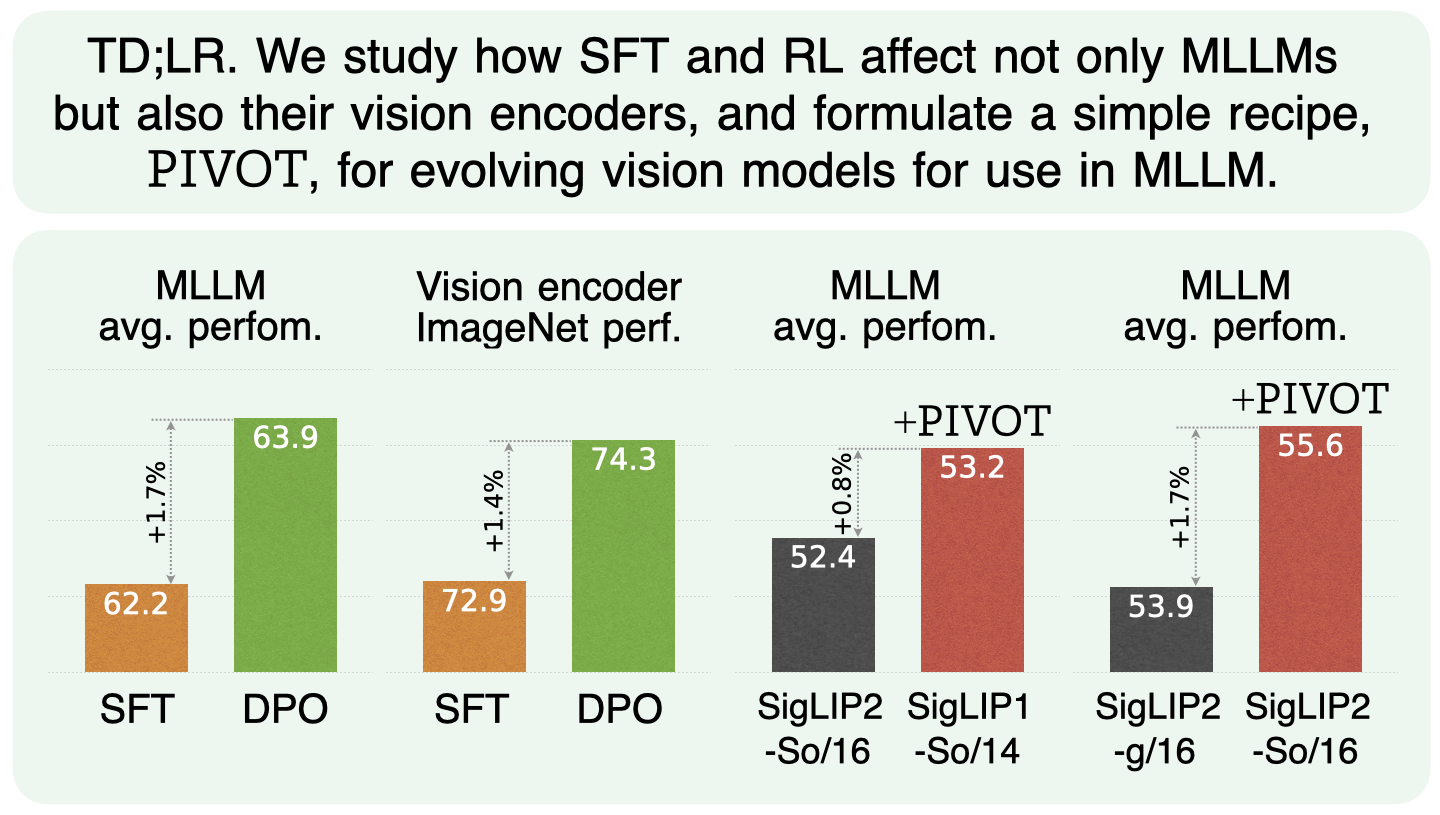 TD;LR. We study how SFT and RL affect not only MLLMs
but also their vision encoders, and formulate a simple recipe,
PIVOT, for evolving vision models for use in MLLM.
MLLM
avg. perfom.
+1.7%
62.2
63.9
SFT
DPO
Vision encoder
ImageNet perf.
+1.4%
72.9
74.3
SFT
DPO
MLLM
avg. perfom.
+PIVOT
+0.8%
52.4
53.2
SigLIP2
-So/16
SigLIP1
-So/14
MLLM
avg. perfom.
+PIVOT
+1.7%
53.9
55.6
SigLIP2
-g/16
SigLIP2
-So/16